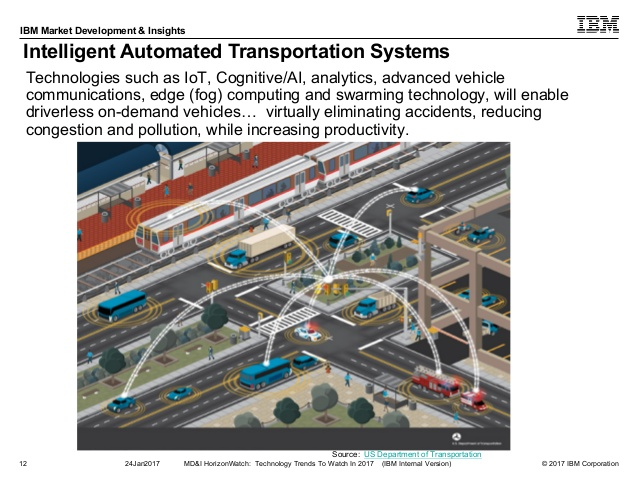 IBM Market Development & Insights
IBM
Intelligent Automated Transportation Systems
Technologies such as IoT, Cognitive/AI, analytics, advanced vehicle
communications, edge (fog) computing and swarming technology, will enable
driverless on-demand vehicles… virtually eliminating accidents, reducing
congestion and pollution, while increasing productivity.
U.S. Department of Transportation
Source: US Department of Transportation
12 24Jan2017 MD&I HorizonWatch: Technology Trends To Watch In 2017 (IBM Internal Version) © 2017 IBM Corporation